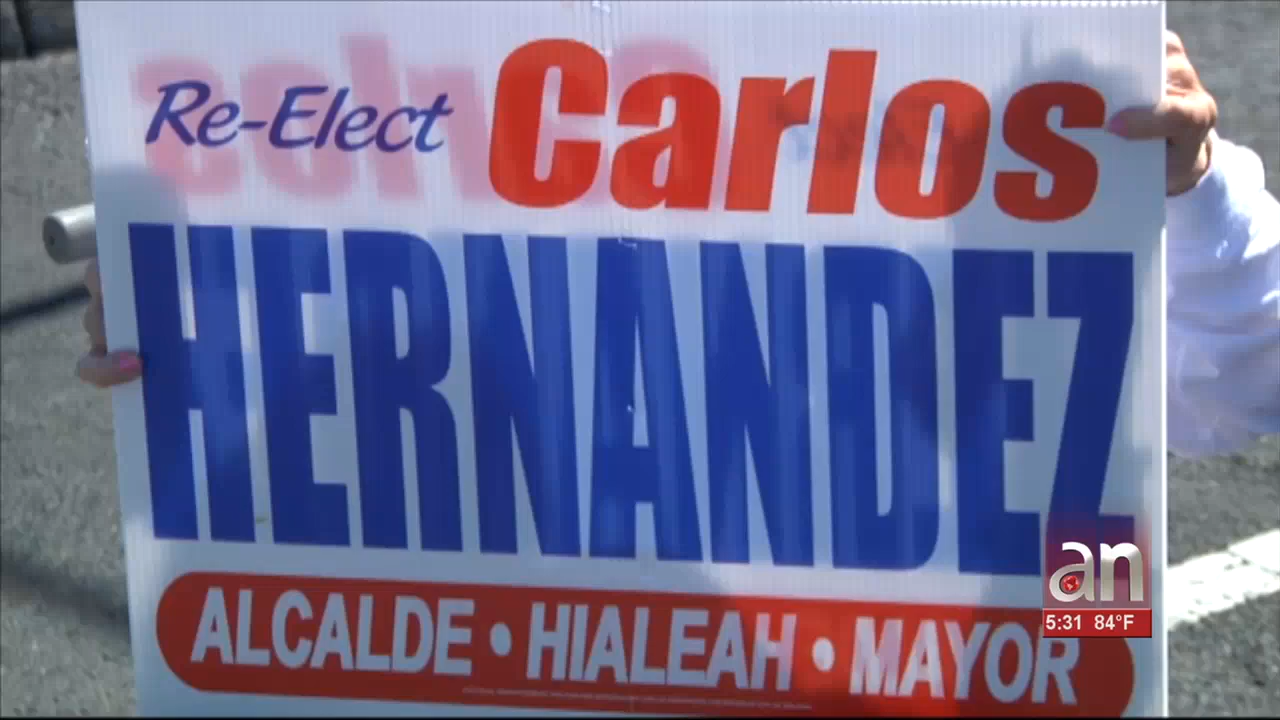 Re-Elect Carlos
HERNANDEZ
ALCALDE • HIALEAH • MAYOR
an
5:31 84°F